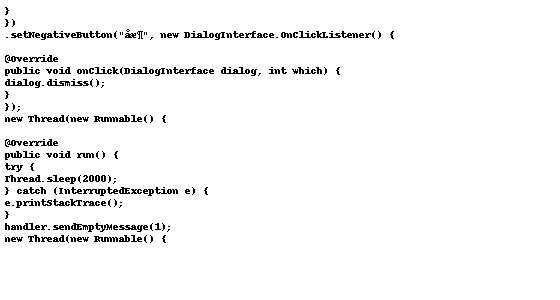 }
})
.setNegativeButton("åæ¶", new DialogInterface.OnClickListener() {
@Override
public void onClick(DialogInterface dialog, int which) {
dialog.dismiss();
}
});
new Thread(new Runnable() {
@Override
public void run() {
try {
Thread.sleep(2000);
} catch (InterruptedException e) {
e.printStackTrace();
}
handler.sendEmptyMessage(1);
new Thread(new Runnable() {